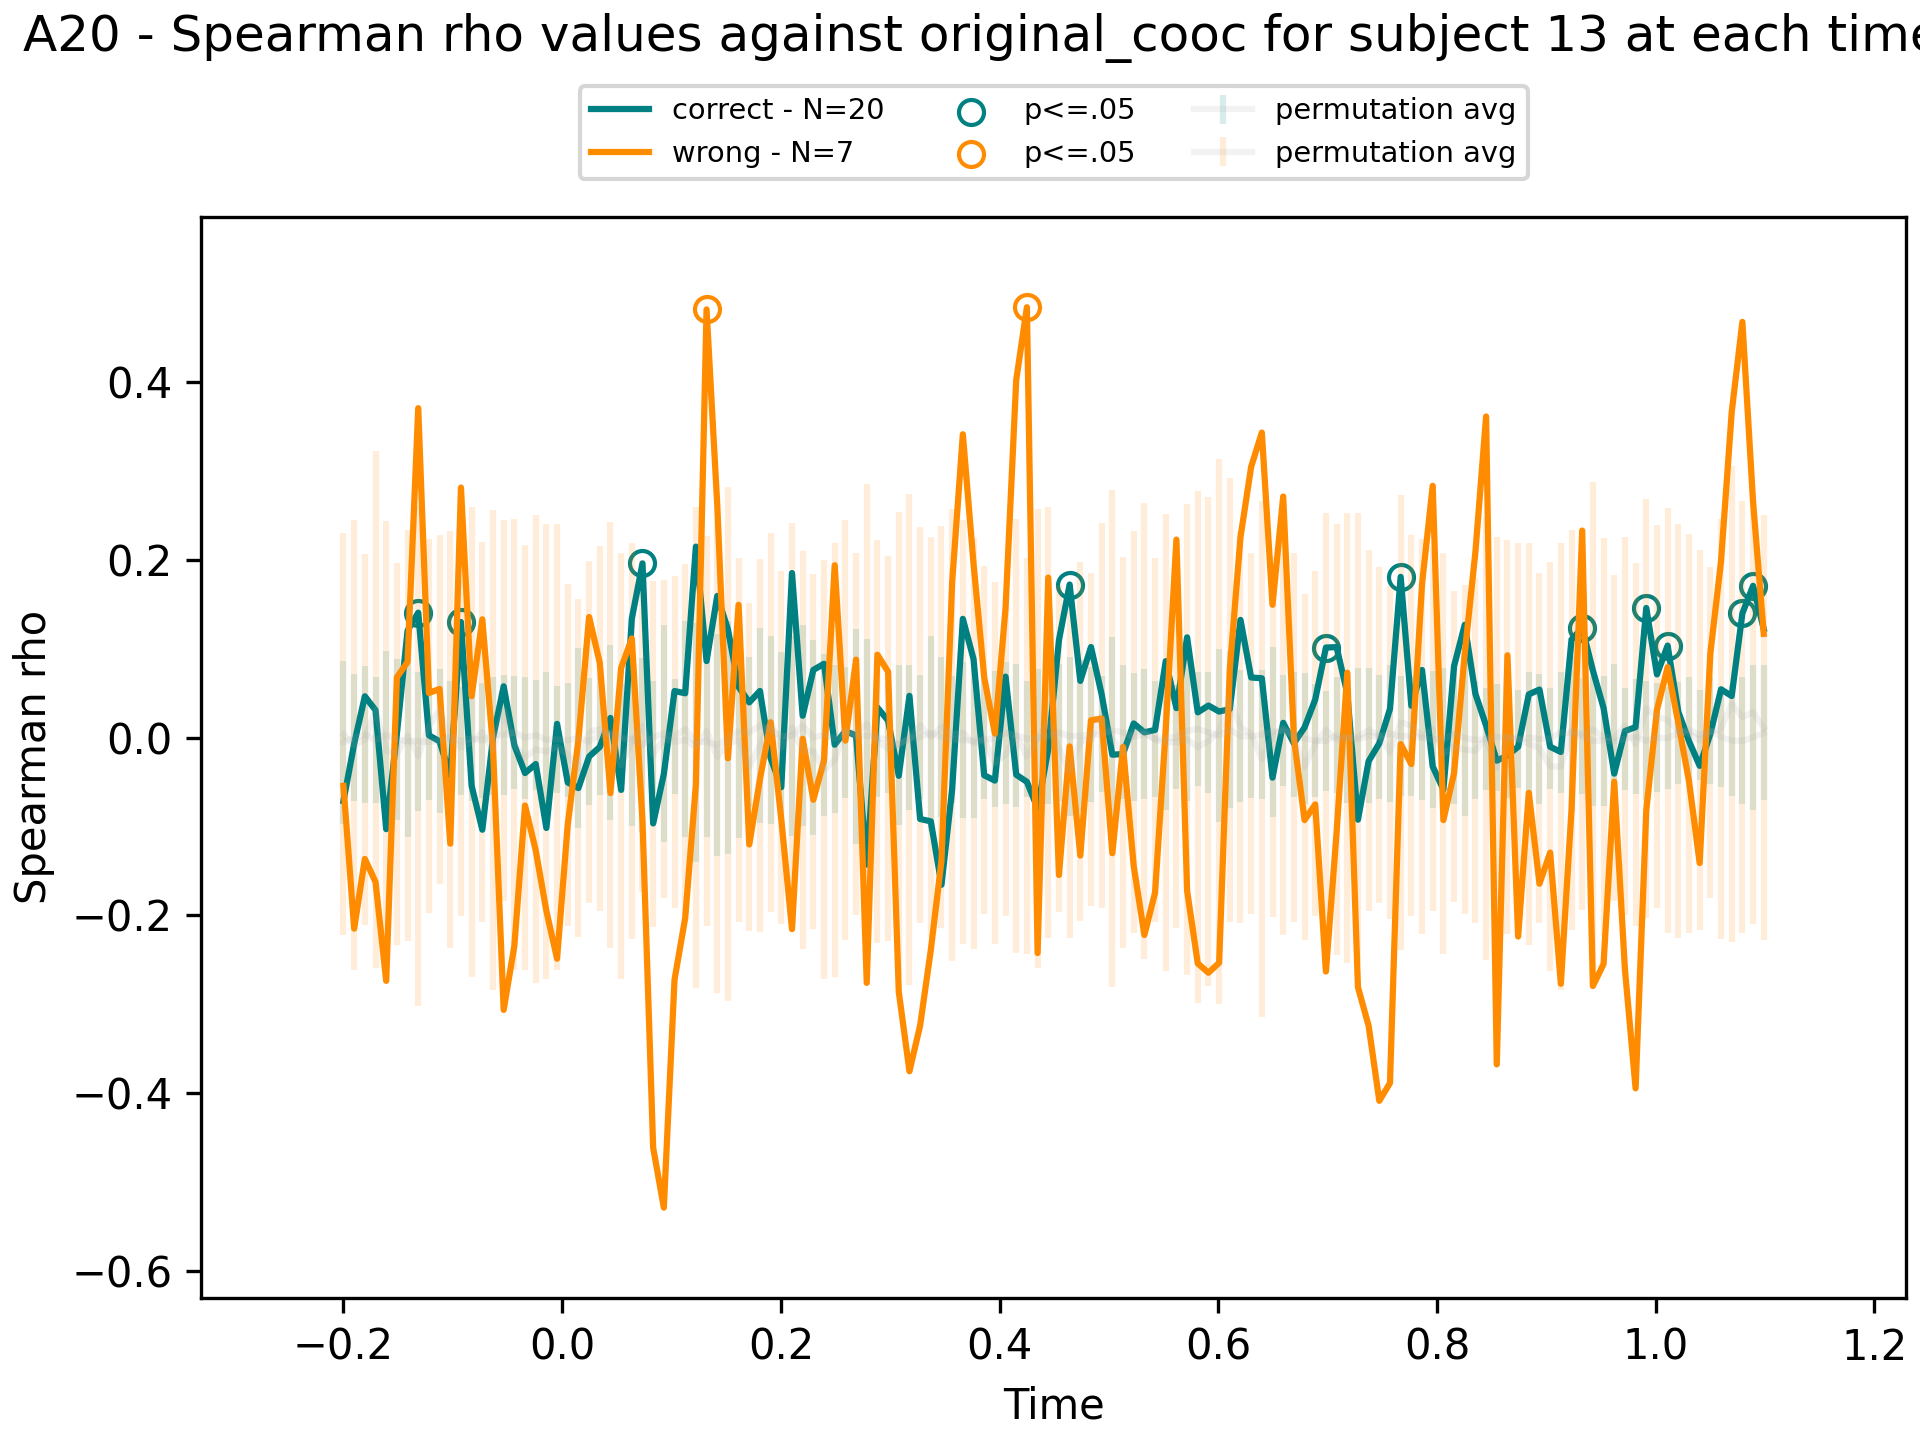 A20 - Spearman rho values against original_cooc for subject 13 at each time
correct - N=20
wrong - N=7
p<=.05
p<=.05
permutation avg
permutation avg
Spearman rho
0.4
0.2
0.0
−0.2
−0.4
−0.6
−0.2 0.0 0.2 0.4 0.6 0.8 1.0 1.2
Time